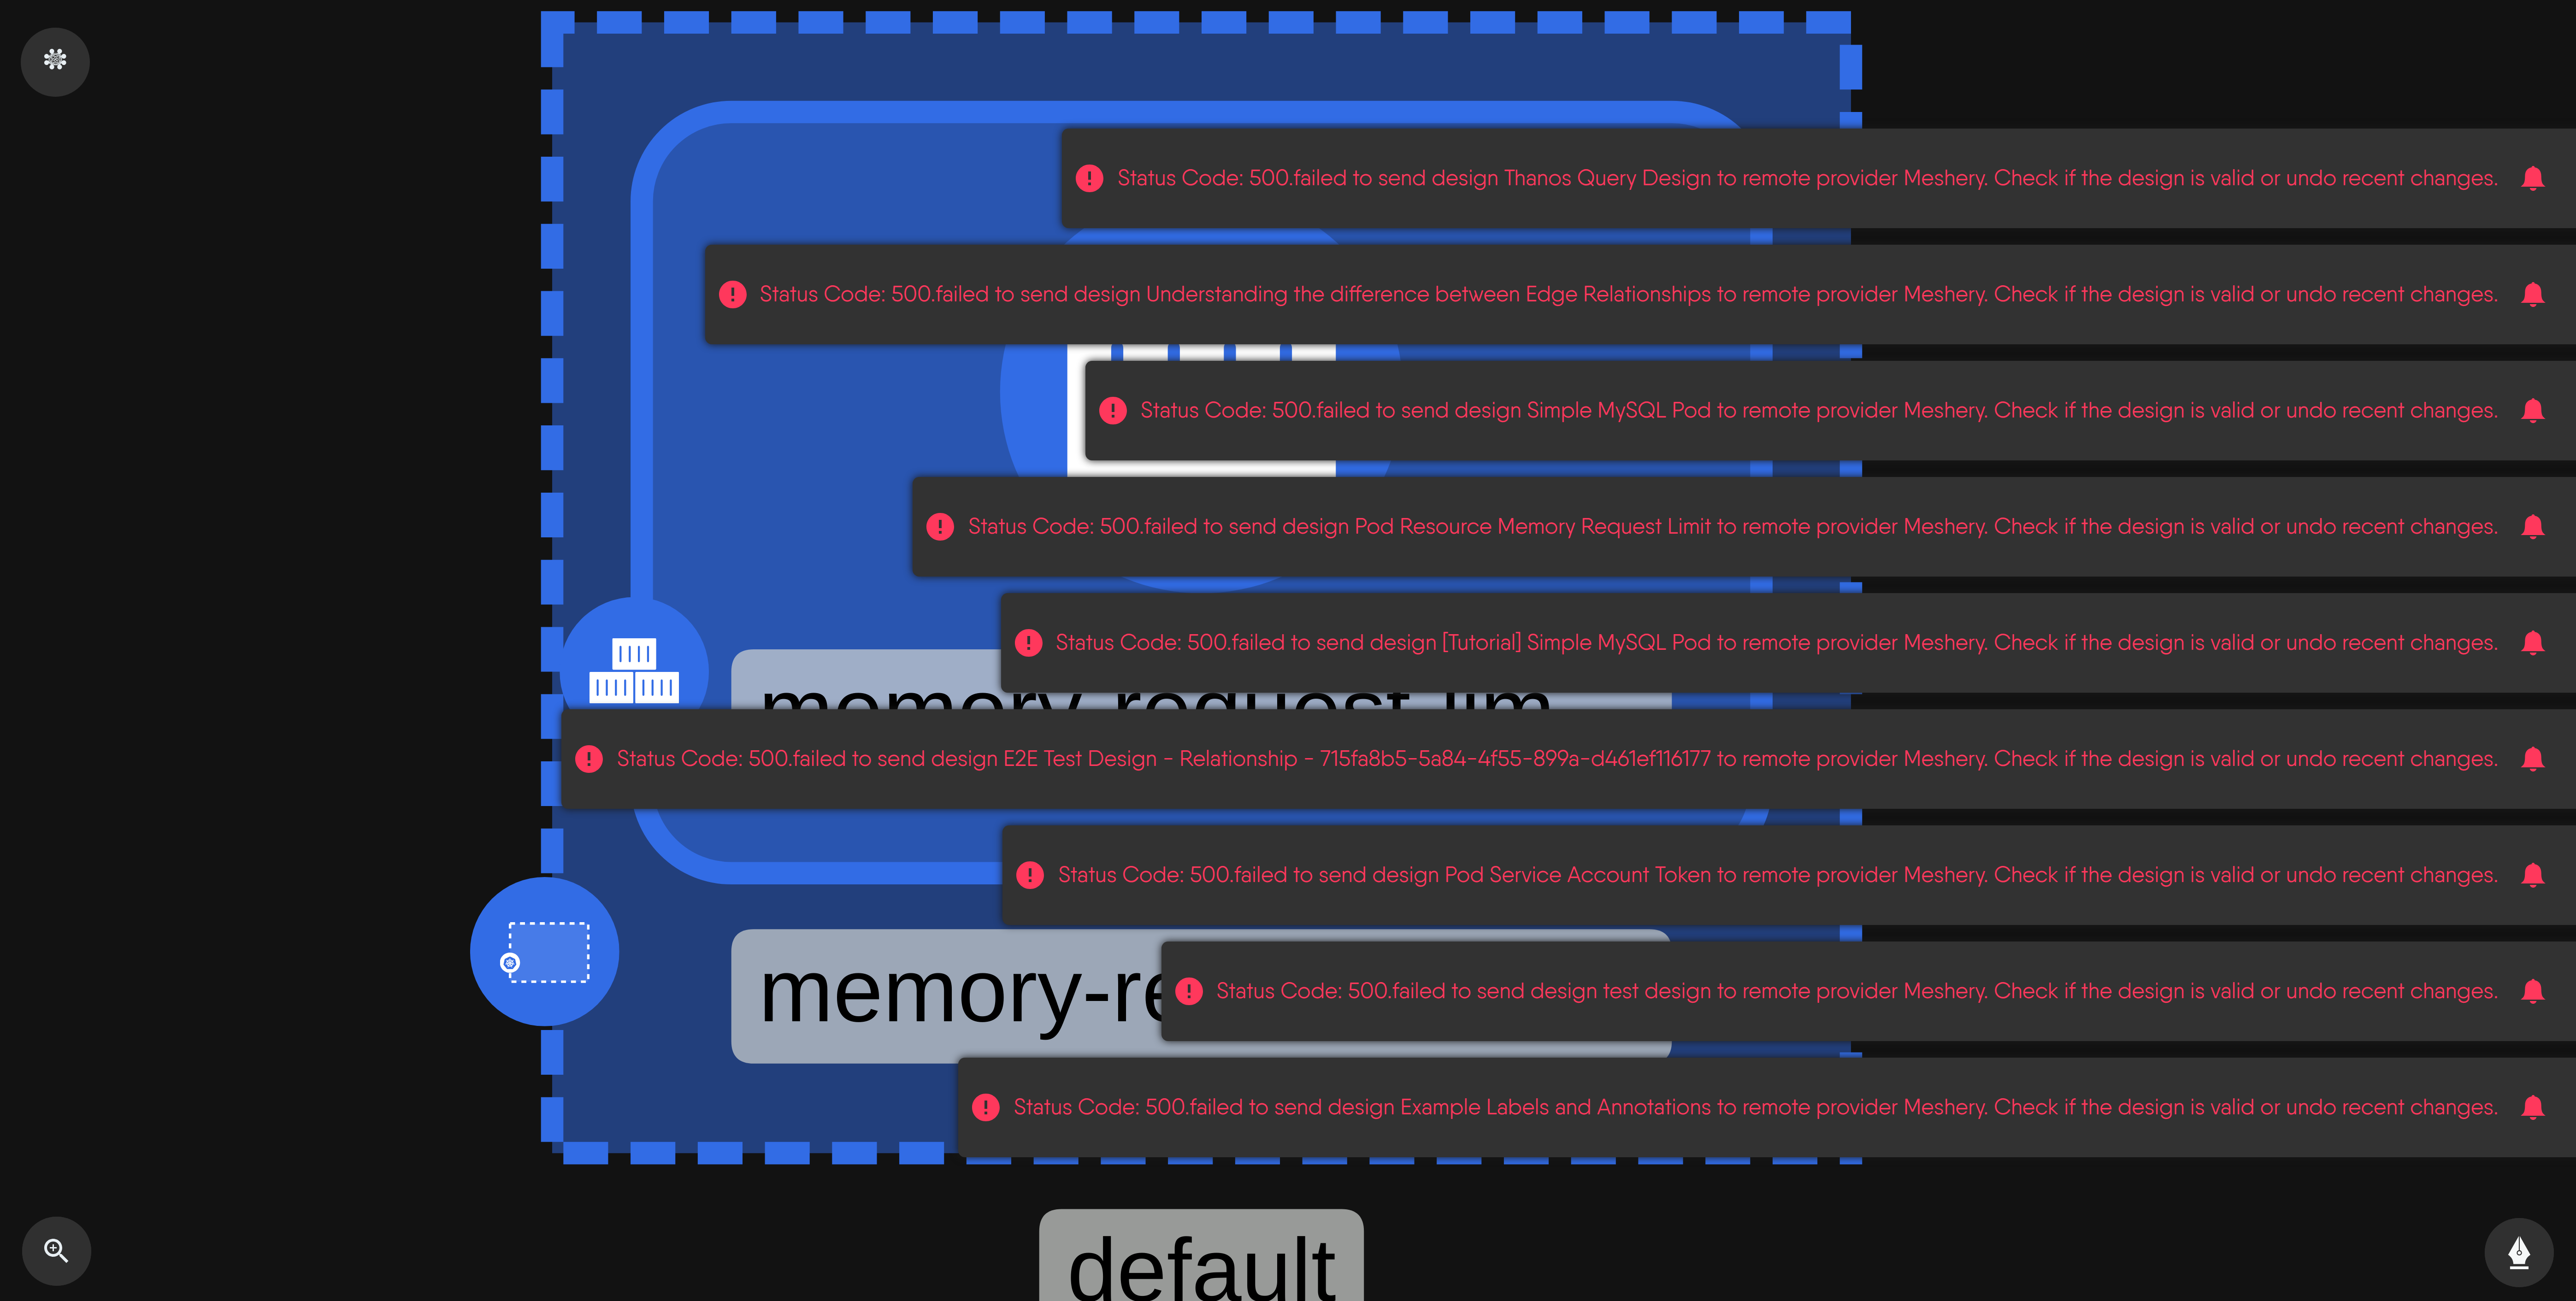 Status Code: 500.failed to send design Thanos Query Design to remote provider Meshery. Check if the design is valid or undo recent changes.
Status Code: 500.failed to send design Understanding the difference between Edge Relationships to remote provider Meshery. Check if the design is valid or undo recent changes.
Status Code: 500.failed to send design Simple MySQL Pod to remote provider Meshery. Check if the design is valid or undo recent changes.
Status Code: 500.failed to send design Pod Resource Memory Request Limit to remote provider Meshery. Check if the design is valid or undo recent changes.
Status Code: 500.failed to send design [Tutorial] Simple MySQL Pod to remote provider Meshery. Check if the design is valid or undo recent changes.
memory-request-lim
Status Code: 500.failed to send design E2E Test Design - Relationship - 715fa8b5-5a84-4f55-899a-d461ef116177 to remote provider Meshery. Check if the design is valid or undo recent changes.
Status Code: 500.failed to send design Pod Service Account Token to remote provider Meshery. Check if the design is valid or undo recent changes.
memory-re
Status Code: 500.failed to send design test design to remote provider Meshery. Check if the design is valid or undo recent changes.
Status Code: 500.failed to send design Example Labels and Annotations to remote provider Meshery. Check if the design is valid or undo recent changes.
default